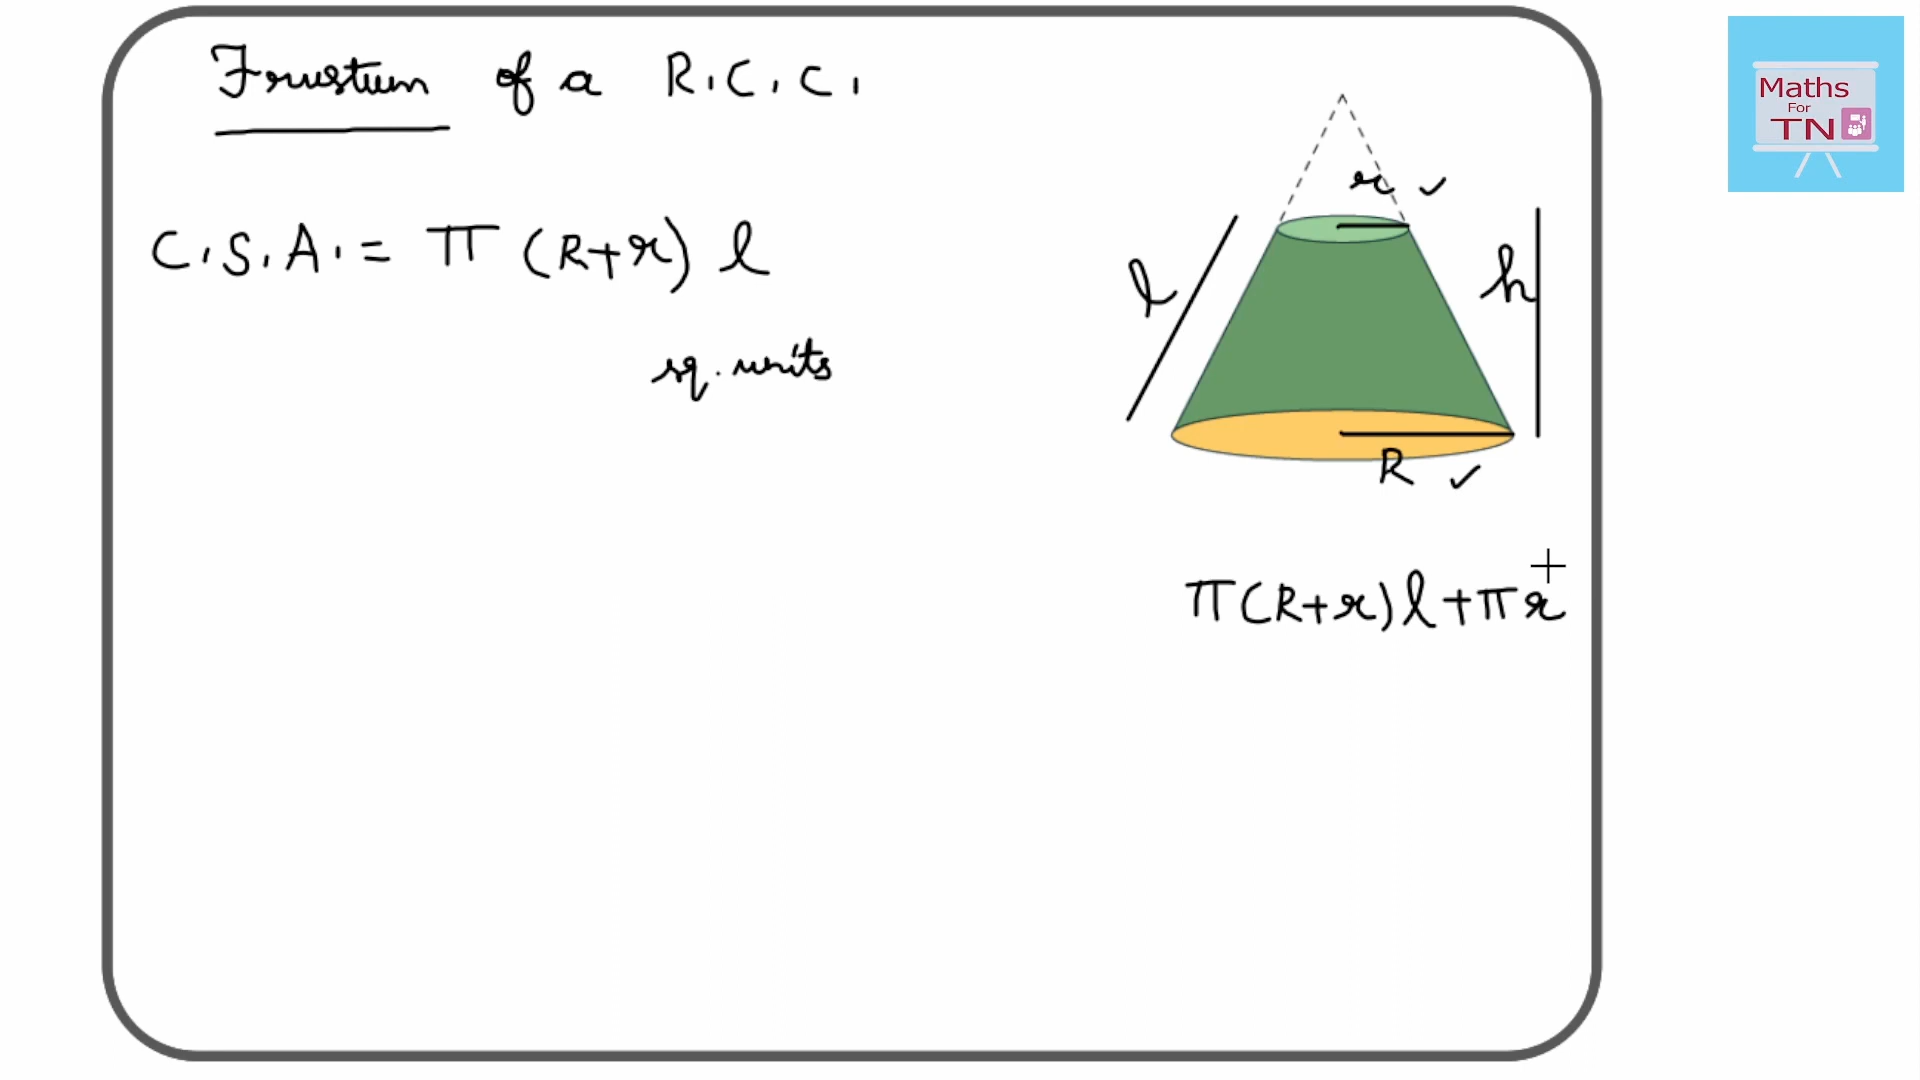 Frustum of a R.C.C.
C.S.A. = π (R+r) l
sq. units
r ✓
l
h
R ✓
π(R+r)l+πr
Maths
For
TN